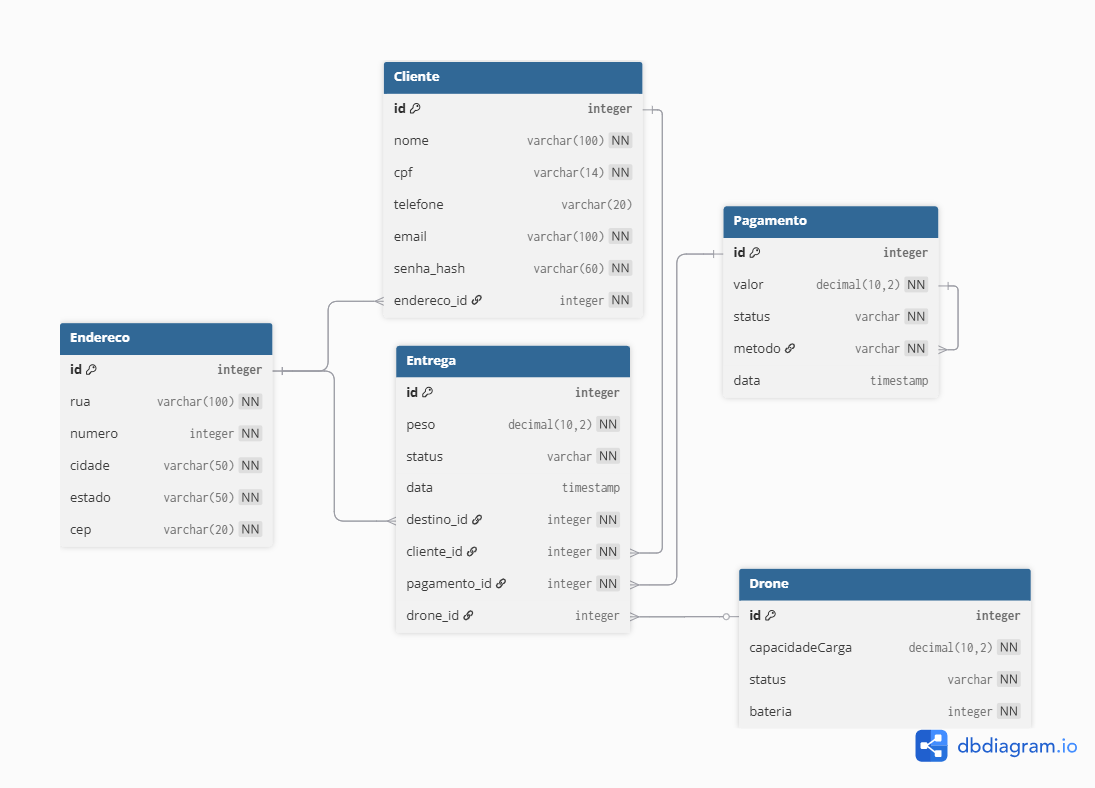 Cliente
id integer
nome varchar(100) NN
cpf varchar(14) NN
telefone varchar(20)
email varchar(100) NN
senha_hash varchar(60) NN
endereco_id integer NN
Pagamento
id integer
valor decimal(10,2) NN
status varchar NN
metodo varchar NN
data timestamp
Endereco
id integer
rua varchar(100) NN
numero integer NN
cidade varchar(50) NN
estado varchar(50) NN
cep varchar(20) NN
Entrega
id integer
peso decimal(10,2) NN
status varchar NN
data timestamp
destino_id integer NN
cliente_id integer NN
pagamento_id integer NN
drone_id integer
Drone
id integer
capacidadeCarga decimal(10,2) NN
status varchar NN
bateria integer NN
dbdiagram.io